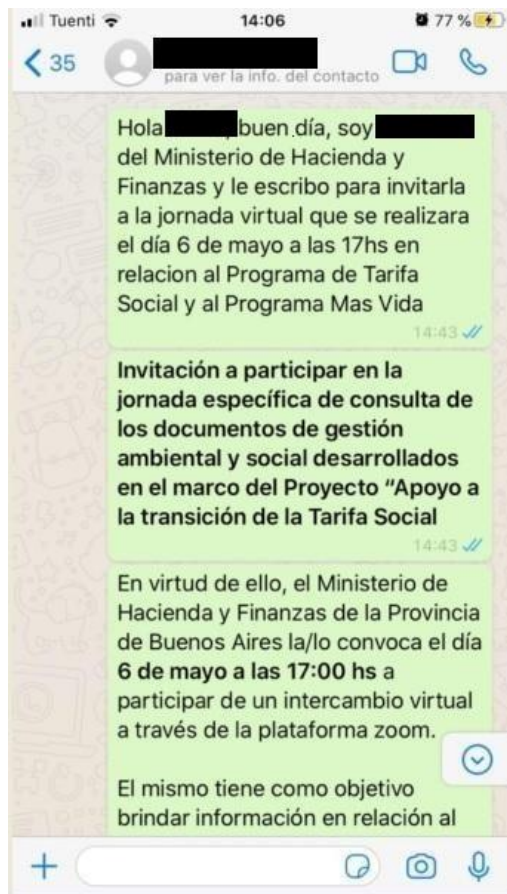 Tuenti 14:06 77 %
35
para ver la info. del contacto
Hola buen día, soy
del Ministerio de Hacienda y
Finanzas y le escribo para invitarla
a la jornada virtual que se realizara
el día 6 de mayo a las 17hs en
relacion al Programa de Tarifa
Social y al Programa Mas Vida
14:43
Invitación a participar en la
jornada específica de consulta de
los documentos de gestión
ambiental y social desarrollados
en el marco del Proyecto “Apoyo a
la transición de la Tarifa Social
14:43
En virtud de ello, el Ministerio de
Hacienda y Finanzas de la Provincia
de Buenos Aires la/lo convoca el día
6 de mayo a las 17:00 hs a
participar de un intercambio virtual
a través de la plataforma zoom.
El mismo tiene como objetivo
brindar información en relación al